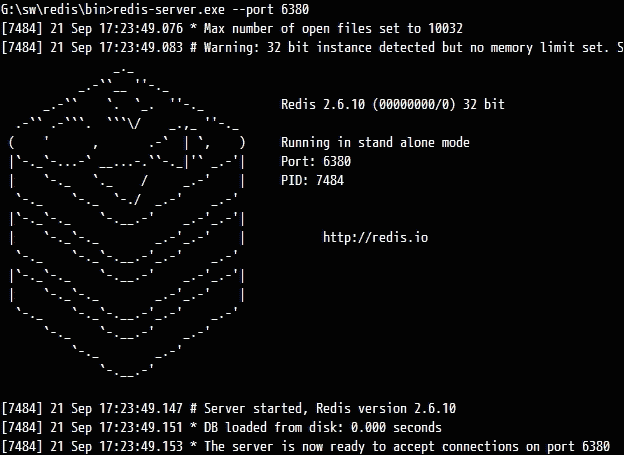 G:\sw\redis\bin>redis-server.exe --port 6380
[7484] 21 Sep 17:23:49.076 * Max number of open files set to 10032
[7484] 21 Sep 17:23:49.083 # Warning: 32 bit instance detected but no memory limit set. S
Redis 2.6.10 (00000000/0) 32 bit
Running in stand alone mode
Port: 6380
PID: 7484
http://redis.io
[7484] 21 Sep 17:23:49.147 # Server started, Redis version 2.6.10
[7484] 21 Sep 17:23:49.151 * DB loaded from disk: 0.000 seconds
[7484] 21 Sep 17:23:49.153 * The server is now ready to accept connections on port 6380